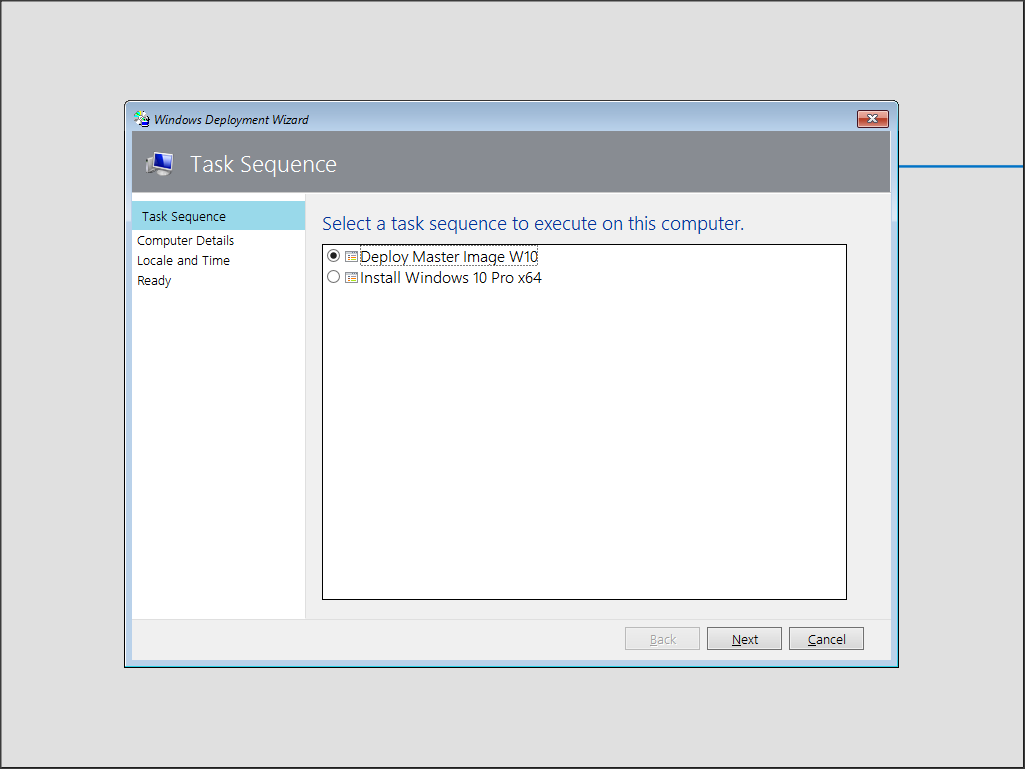 Windows Deployment Wizard
Task Sequence
Task Sequence
Computer Details
Locale and Time
Ready
Select a task sequence to execute on this computer.
Deploy Master Image W10
Install Windows 10 Pro x64
Back
Next
Cancel